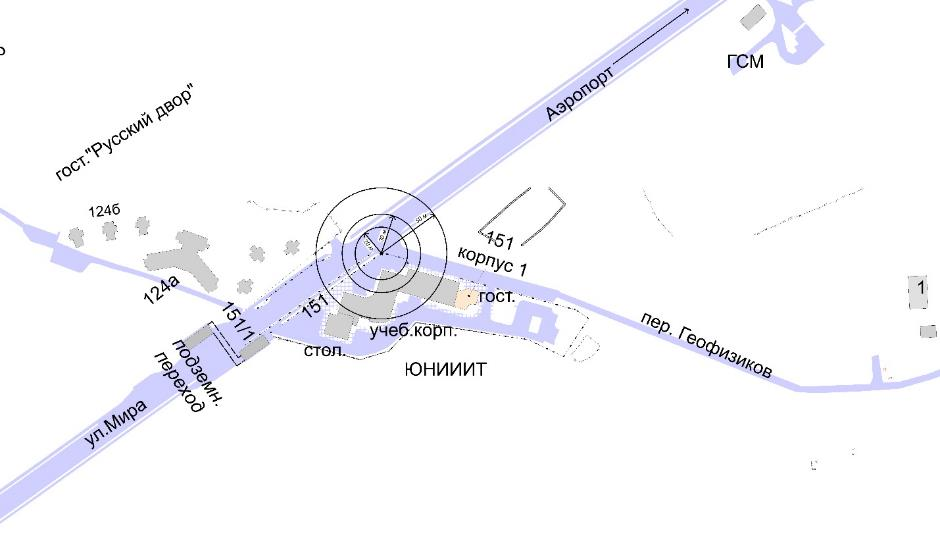 ГСМ
Аэропорт
гост."Русский двор"
124б
50 м
151
корпус 1
124а
151
151/1
гост.
учеб.корп.
стол.
ЮНИИИТ
подземн.
переход
ул.Мира
пер. Геофизиков
1